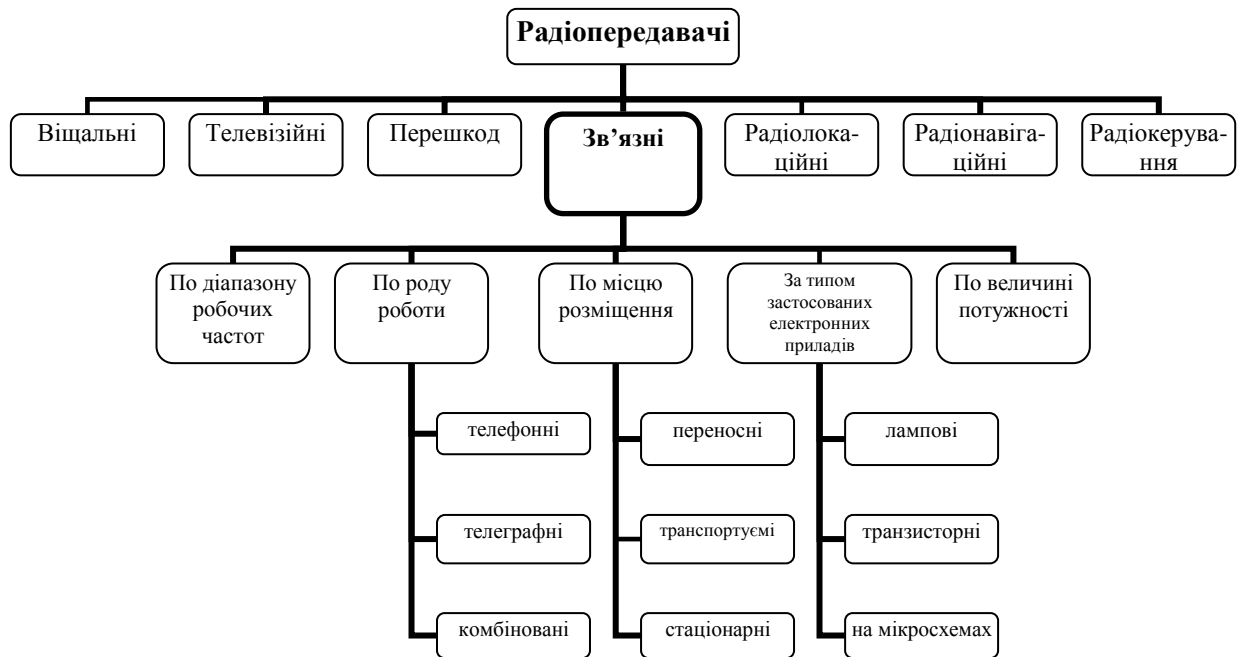 Радіопередавачі
Віщальні
Телевізійні
Перешкод
Зв’язні
Радіолока-
ційні
Радіонавіга-
ційні
Радіокерува-
ння
По діапазону
робочих
частот
По роду
роботи
По місцю
розміщення
За типом
застосованих
електронних
приладів
По величині
потужності
телефонні
переносні
лампові
телеграфні
транспортуємі
транзисторні
комбіновані
стаціонарні
на мікросхемах